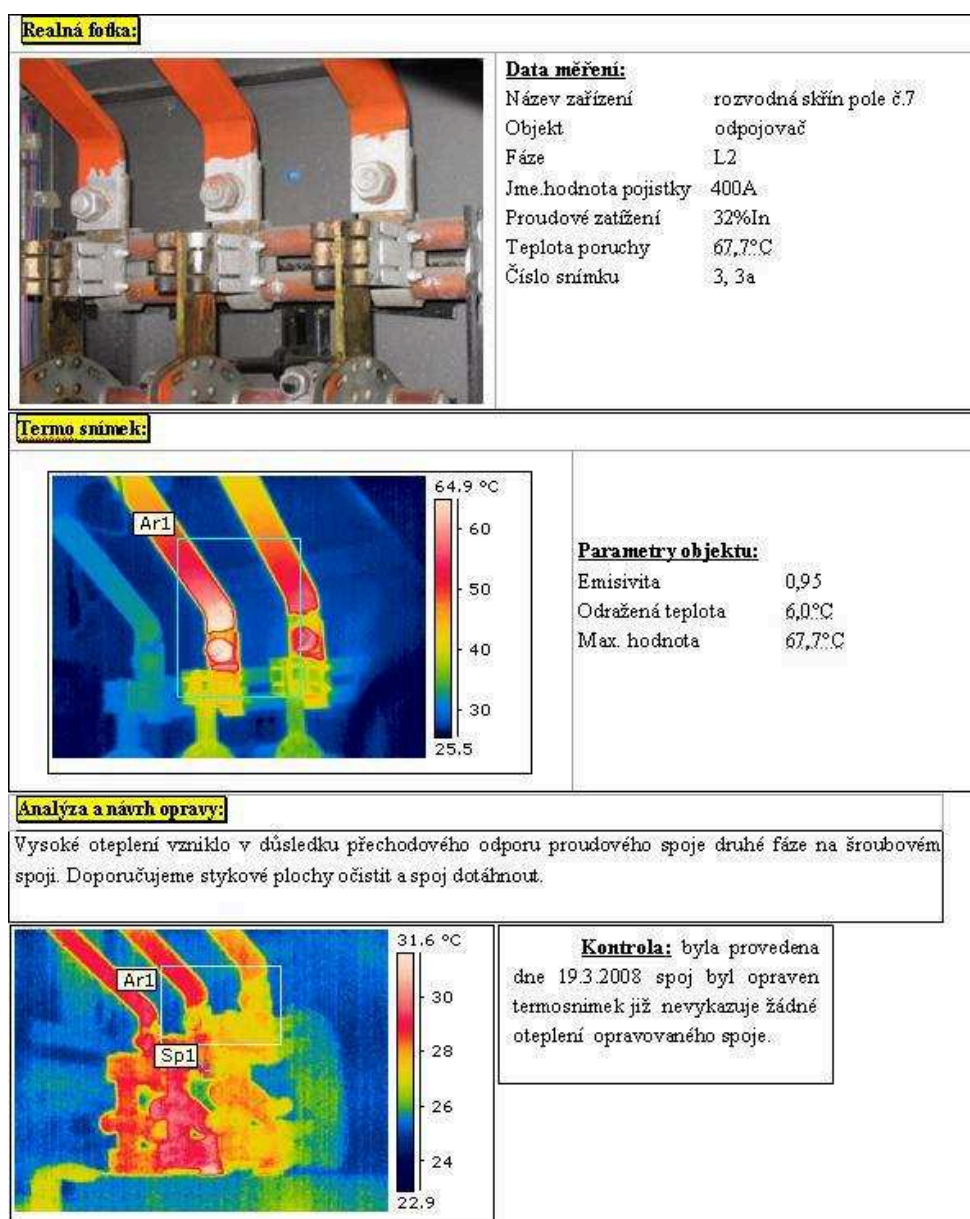 Realná fotka:
Data měření:
Název zařízení rozvodná skřín pole č.7
Objekt odpojovač
Fáze L2
Jme.hodnota pojistky 400A
Proudové zatížení 32%In
Teplota poruchy 67,7°C
Číslo snímku 3, 3a
Termo snímek:
64.9 °C
Ar1
60
50
40
30
25.5
Parametry objektu:
Emisivita 0,95
Odražená teplota 6,0°C
Max. hodnota 67,7°C
Analýza a návrh opravy:
Vysoké oteplení vzniklo v důsledku přechodového odporu proudového spoje druhé fáze na šroubovém
spoji. Doporučujeme stykové plochy očistit a spoj dotáhnout.
31.6 °C
Ar1
Sp1
30
28
26
24
22.9
Kontrola: byla provedena
dne 19.3.2008 spoj byl opraven
termosnimek již nevykazuje žádné
oteplení opravovaného spoje.